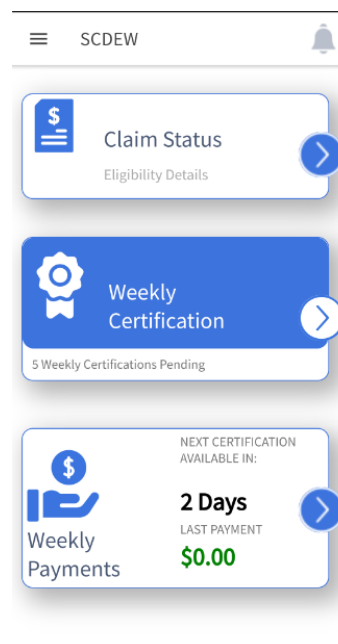 SCDEW
$
Claim Status
Eligibility Details
Weekly
Certification
5 Weekly Certifications Pending
NEXT CERTIFICATION
AVAILABLE IN:
$
2 Days
LAST PAYMENT
Weekly
Payments
$0.00